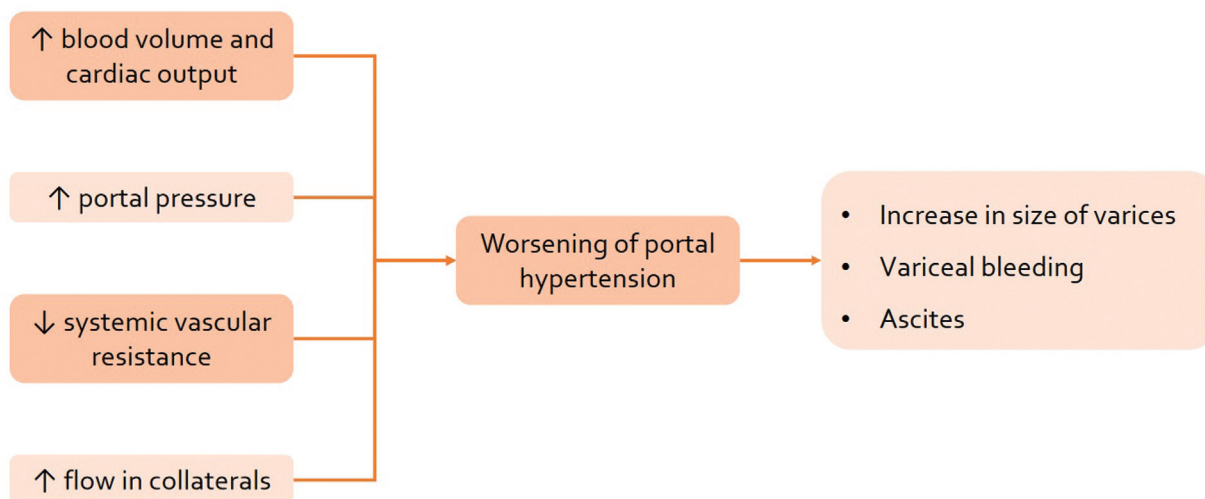 ↑ blood volume and
cardiac output
↑ portal pressure
↓ systemic vascular
resistance
↑ flow in collaterals
Worsening of portal
hypertension
• Increase in size of varices
• Variceal bleeding
• Ascites